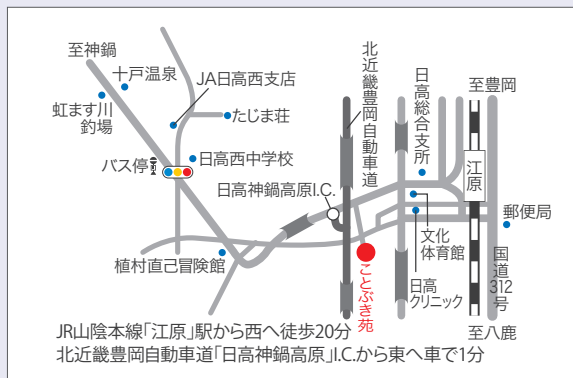 至神鍋
十戸温泉
JA日高西支店
虹ます川
釣場
たじま荘
バス停
日高西中学校
日高神鍋高原I.C.
植村直己冒険館
北近畿豊岡自動車道
ことぶき苑
日高総合支所
文化
体育館
日高
クリニック
至豊岡
江原
郵便局
国道312号
至八鹿
JR山陰本線「江原」駅から西へ徒歩20分
北近畿豊岡自動車道「日高神鍋高原」I.C.から東へ車で1分